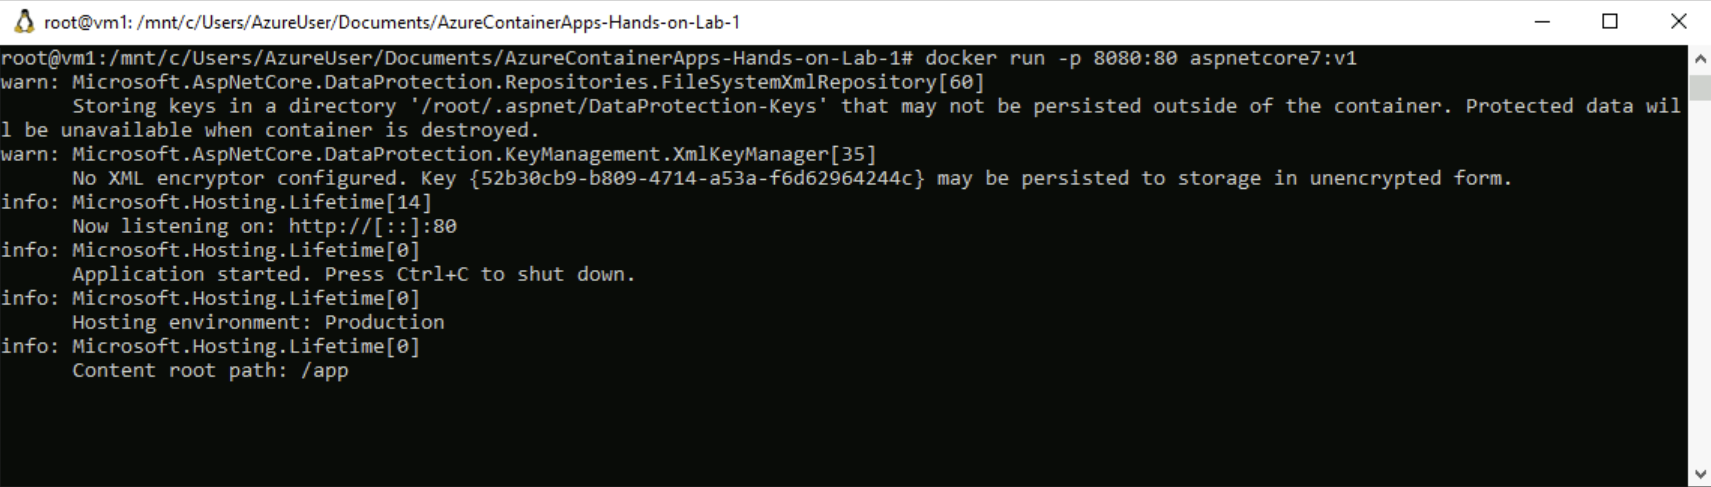 root@vm1: /mnt/c/Users/AzureUser/Documents/AzureContainerApps-Hands-on-Lab-1
root@vm1:/mnt/c/Users/AzureUser/Documents/AzureContainerApps-Hands-on-Lab-1# docker run -p 8080:80 aspnetcore7:v1
warn: Microsoft.AspNetCore.DataProtection.Repositories.FileSystemXmlRepository[60]
      Storing keys in a directory '/root/.aspnet/DataProtection-Keys' that may not be persisted outside of the container. Protected data wil
l be unavailable when container is destroyed.
warn: Microsoft.AspNetCore.DataProtection.KeyManagement.XmlKeyManager[35]
      No XML encryptor configured. Key {52b30cb9-b809-4714-a53a-f6d62964244c} may be persisted to storage in unencrypted form.
info: Microsoft.Hosting.Lifetime[14]
      Now listening on: http://[::]:80
info: Microsoft.Hosting.Lifetime[0]
      Application started. Press Ctrl+C to shut down.
info: Microsoft.Hosting.Lifetime[0]
      Hosting environment: Production
info: Microsoft.Hosting.Lifetime[0]
      Content root path: /app